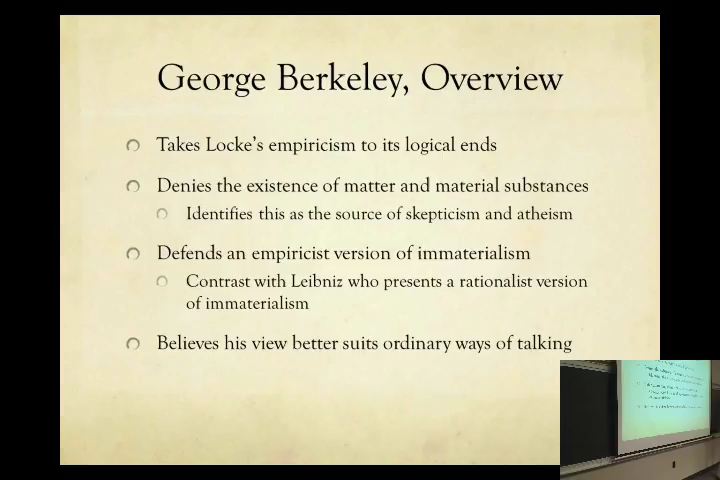 George Berkeley, Overview
Takes Locke's empiricism to its logical ends
Denies the existence of matter and material substances
Identifies this as the source of skepticism and atheism
Defends an empiricist version of immaterialism
Contrast with Leibniz who presents a rationalist version
of immaterialism
Believes his view better suits ordinary ways of talking